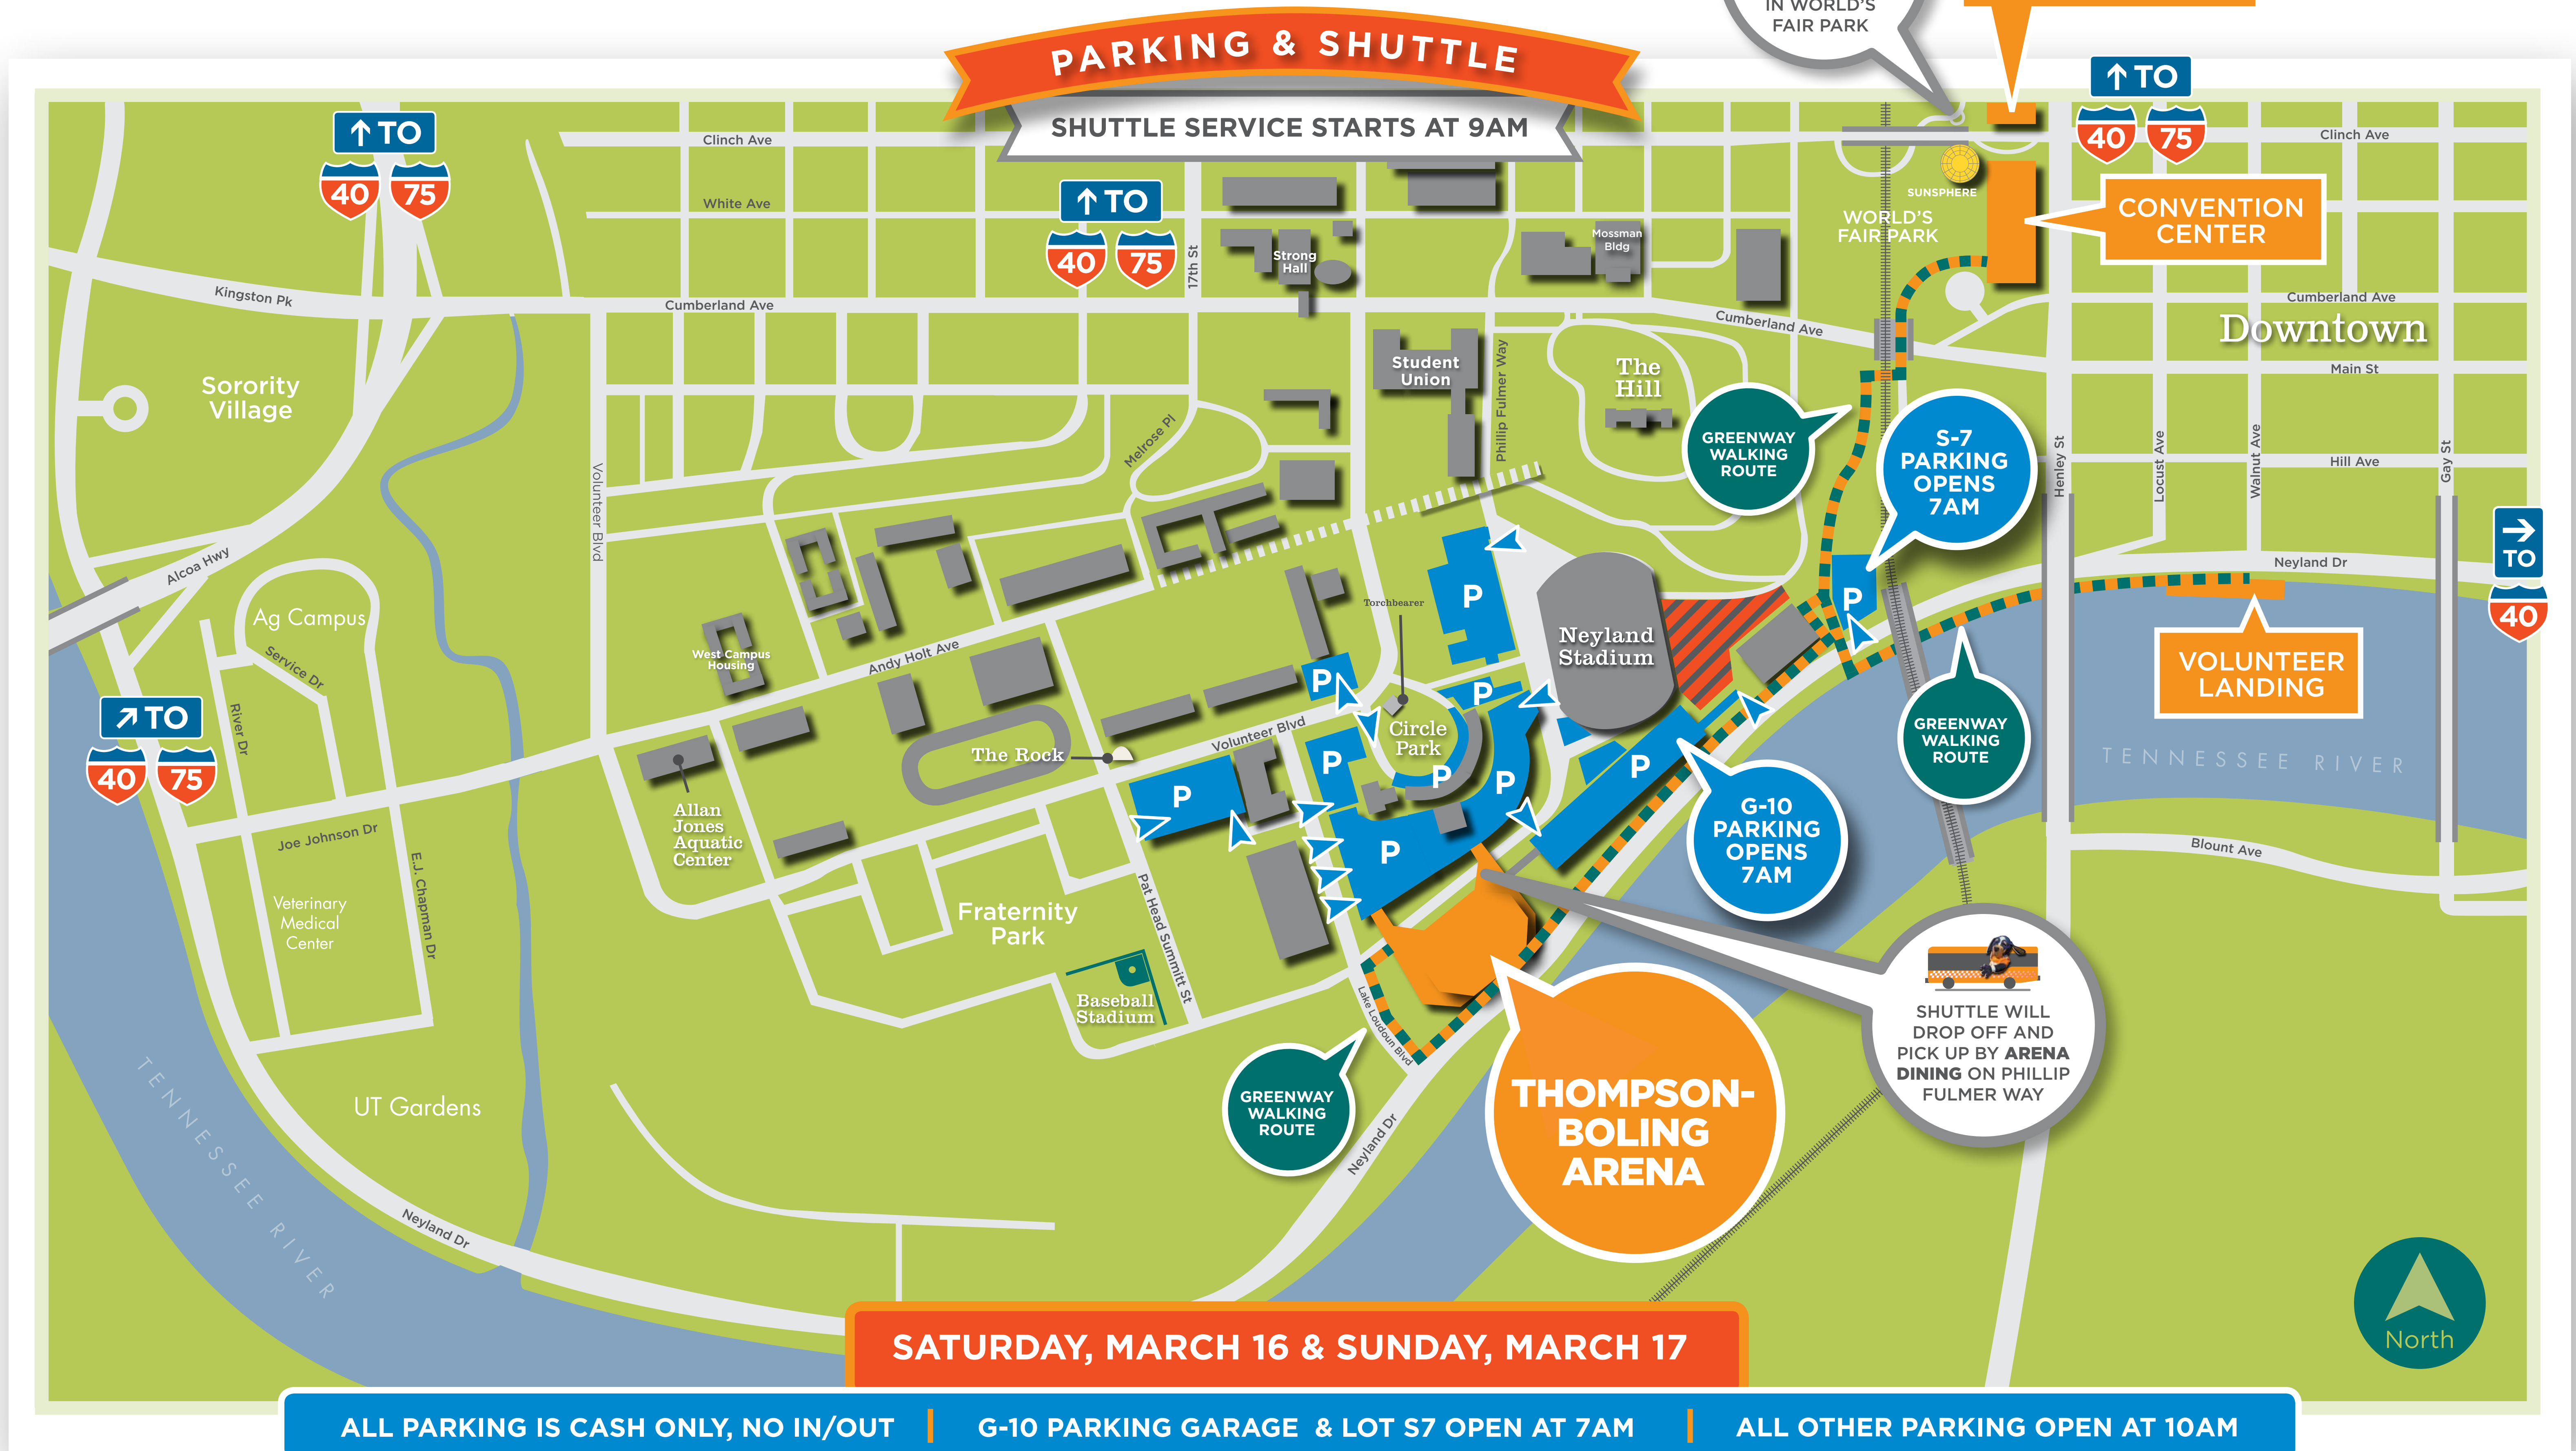 IN WORLD'S
FAIR PARK
PARKING & SHUTTLE
SHUTTLE SERVICE STARTS AT 9AM
↑ TO
40 75
↑ TO
40 75
↑ TO
40 75
Clinch Ave
Clinch Ave
White Ave
17th St
Strong
Hall
Mossman
Bldg
SUNSPHERE
WORLD'S
FAIR PARK
CONVENTION
CENTER
Kingston Pk
Cumberland Ave
Cumberland Ave
Cumberland Ave
Downtown
Main St
Sorority
Village
Student
Union
Phillip Fulmer Way
The
Hill
GREENWAY
WALKING
ROUTE
S-7
PARKING
OPENS
7AM
Melrose Pl
Volunteer Blvd
Henley St
Locust Ave
Walnut Ave
Hill Ave
Gay St
→
TO
40
Alcoa Hwy
Neyland Dr
Ag Campus
Service Dr
River Dr
Torchbearer
P
P
Neyland
Stadium
West Campus
Housing
Andy Holt Ave
VOLUNTEER
LANDING
↗ TO
40 75
P
P
Circle
Park
Volunteer Blvd
The Rock
GREENWAY
WALKING
ROUTE
TENNESSEE RIVER
P
P
P
P
P
P
Allan
Jones
Aquatic
Center
G-10
PARKING
OPENS
7AM
Joe Johnson Dr
E.J. Chapman Dr
Blount Ave
Veterinary
Medical
Center
Fraternity
Park
Pat Head Summitt St
Baseball
Stadium
Lake Loudoun Blvd
SHUTTLE WILL
DROP OFF AND
PICK UP BY ARENA
DINING ON PHILLIP
FULMER WAY
GREENWAY
WALKING
ROUTE
THOMPSON-
BOLING
ARENA
UT Gardens
TENNESSEE RIVER
Neyland Dr
Neyland Dr
North
SATURDAY, MARCH 16 & SUNDAY, MARCH 17
ALL PARKING IS CASH ONLY, NO IN/OUT | G-10 PARKING GARAGE & LOT S7 OPEN AT 7AM | ALL OTHER PARKING OPEN AT 10AM